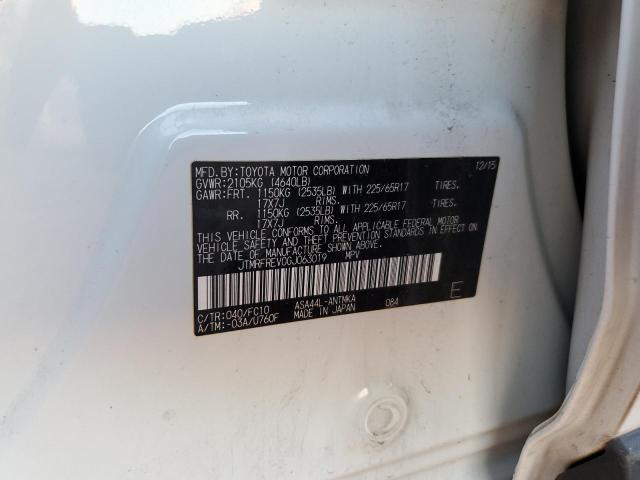 MFD.BY:TOYOTA MOTOR CORPORATION 12/15
GVWR:2105KG (4640LB)
GAWR:FRT. 1150KG (2535LB) WITH 225/65R17 TIRES.
17X7J RIMS.
RR. 1150KG (2535LB) WITH 225/65R17 TIRES.
17X7J RIMS.
THIS VEHICLE CONFORMS TO ALL APPLICABLE FEDERAL MOTOR
VEHICLE SAFETY AND THEFT PREVENTION STANDARDS IN EFFECT ON
THE DATE OF MANUFACTURE SHOWN ABOVE.
JTMRFREV0GJ063019 MPV
C/TR:040/FC10 ASA44L-ANTMKA 084 E
A/TM:-03A/U760F MADE IN JAPAN